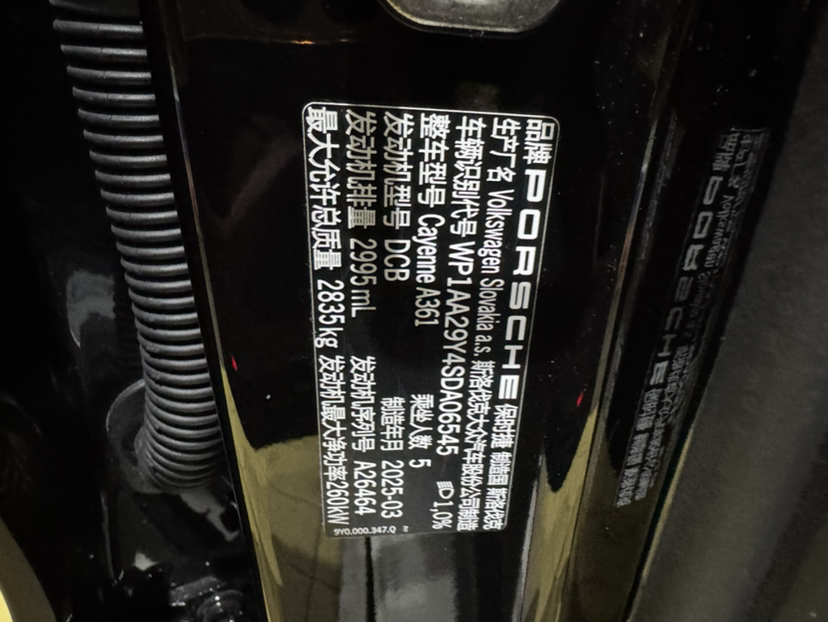 品牌 PORSCHE 保时捷 制造国 斯洛伐克
生产厂名 Volkswagen Slovakia a.s. 斯洛伐克大众汽车股份公司制造
车辆识别代号 WP1AA29Y4SDA06545 1,0%
整车型号 Cayenne A361 乘坐人数 5
发动机型号 DCB 制造年月 2025-03
发动机排量 2995mL 发动机序列号 A26464
最大允许总质量 2835kg 发动机最大净功率260kW
9Y0.000.347.Q